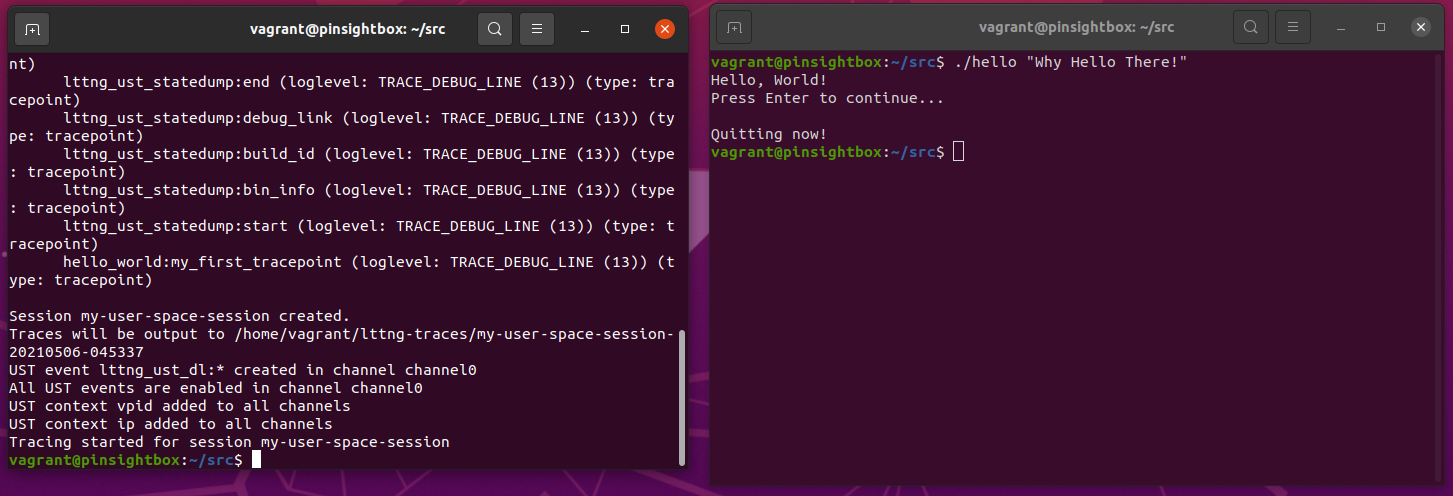 vagrant@pinsightbox: ~/src
nt)
lttng_ust_statedump:end (loglevel: TRACE_DEBUG_LINE (13)) (type: tra
cepoint)
lttng_ust_statedump:debug_link (loglevel: TRACE_DEBUG_LINE (13)) (ty
pe: tracepoint)
lttng_ust_statedump:build_id (loglevel: TRACE_DEBUG_LINE (13)) (type
: tracepoint)
lttng_ust_statedump:bin_info (loglevel: TRACE_DEBUG_LINE (13)) (type
: tracepoint)
lttng_ust_statedump:start (loglevel: TRACE_DEBUG_LINE (13)) (type: t
racepoint)
hello_world:my_first_tracepoint (loglevel: TRACE_DEBUG_LINE (13)) (t
ype: tracepoint)
Session my-user-space-session created.
Traces will be output to /home/vagrant/lttng-traces/my-user-space-session-
20210506-045337
UST event lttng_ust_dl:* created in channel channel0
All UST events are enabled in channel channel0
UST context vpid added to all channels
UST context ip added to all channels
Tracing started for session my-user-space-session
vagrant@pinsightbox:~/src$
vagrant@pinsightbox: ~/src
vagrant@pinsightbox:~/src$ ./hello "Why Hello There!"
Hello, World!
Press Enter to continue...
Quitting now!
vagrant@pinsightbox:~/src$